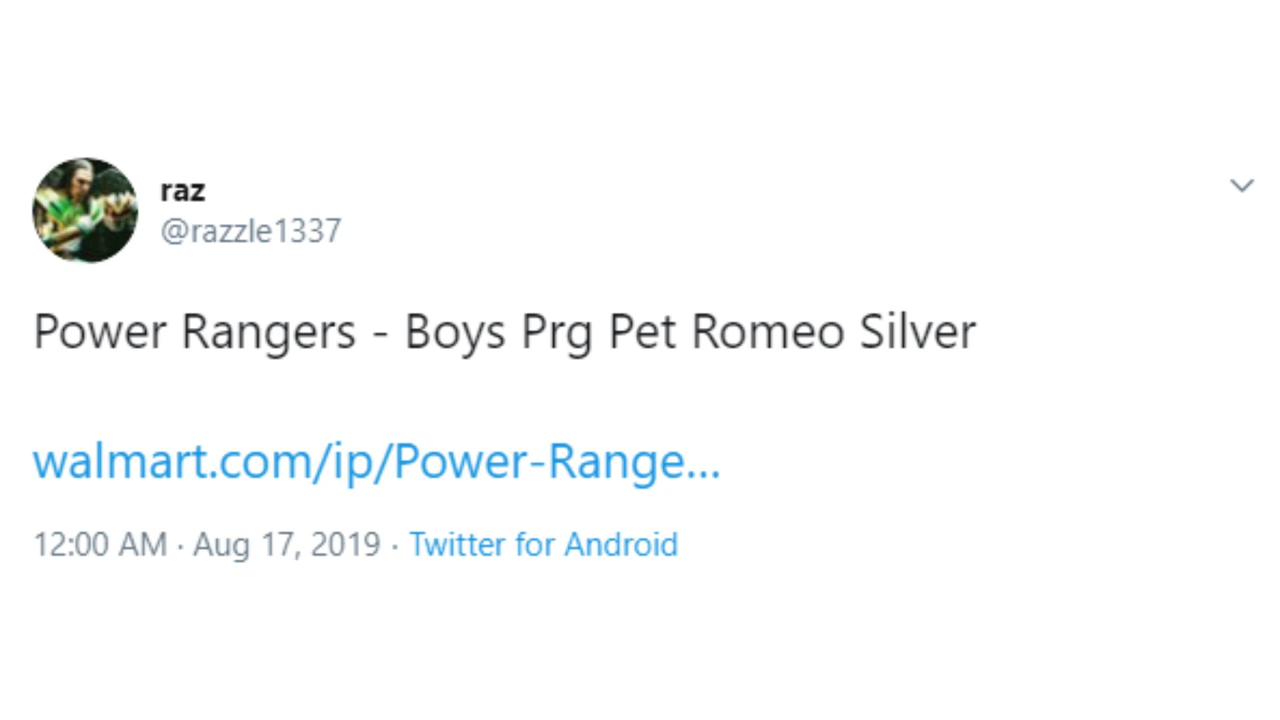 raz
@razzle1337
Power Rangers - Boys Prg Pet Romeo Silver
walmart.com/ip/Power-Range...
12:00 AM · Aug 17, 2019 · Twitter for Android